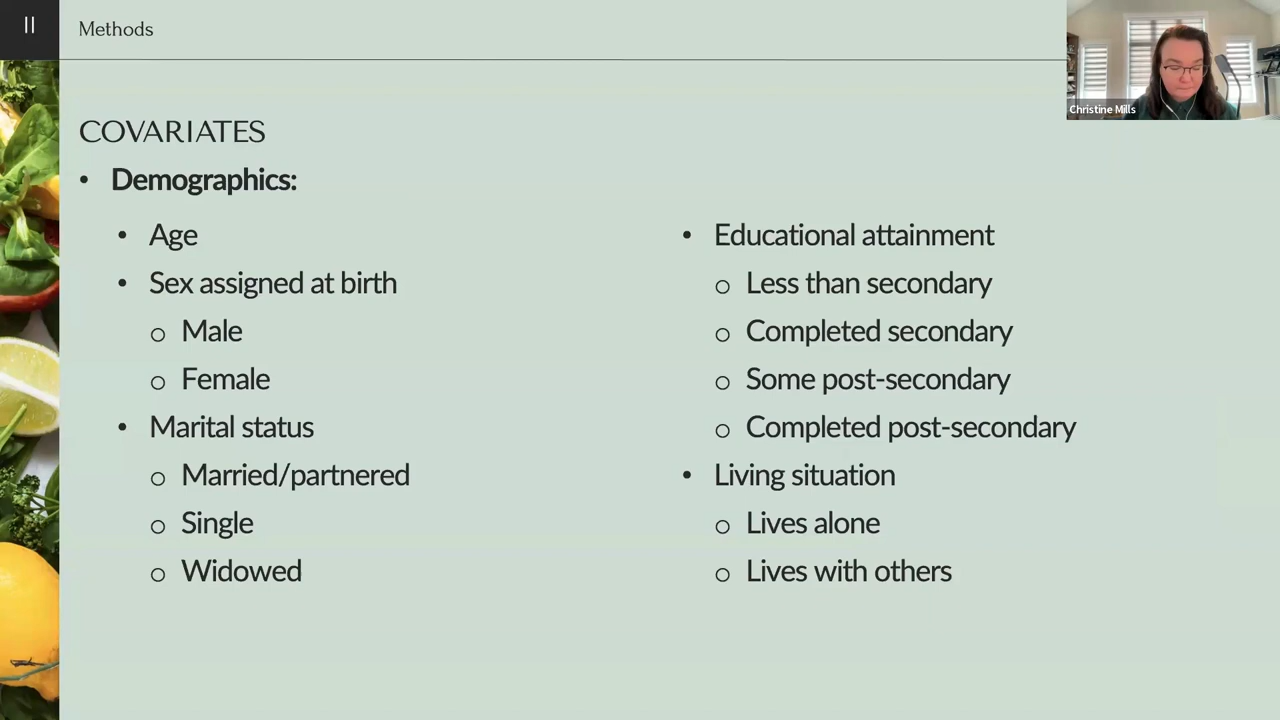 11
Methods
Christine Mills
COVARIATES
• Demographics:
• Age
• Sex assigned at birth
o Male
o Female
• Marital status
o Married/partnered
o Single
o Widowed
• Educational attainment
o Less than secondary
o Completed secondary
o Some post-secondary
o Completed post-secondary
• Living situation
o Lives alone
o Lives with others